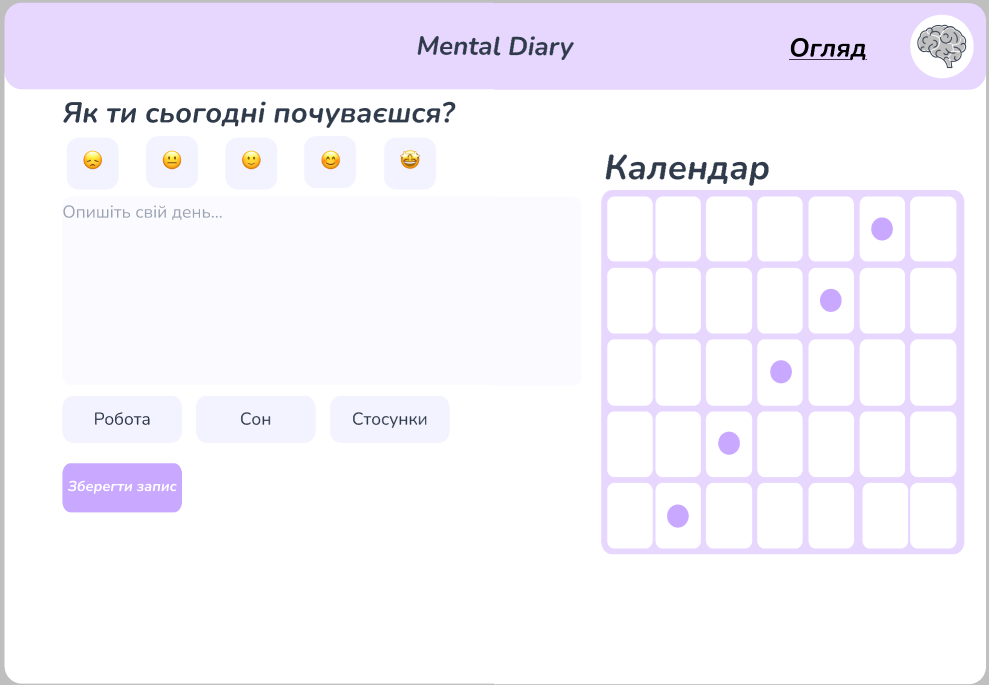 Mental Diary
Огляд
Як ти сьогодні почуваєшся?
Опишіть свій день...
Робота
Сон
Стосунки
Зберегти запис
Календар